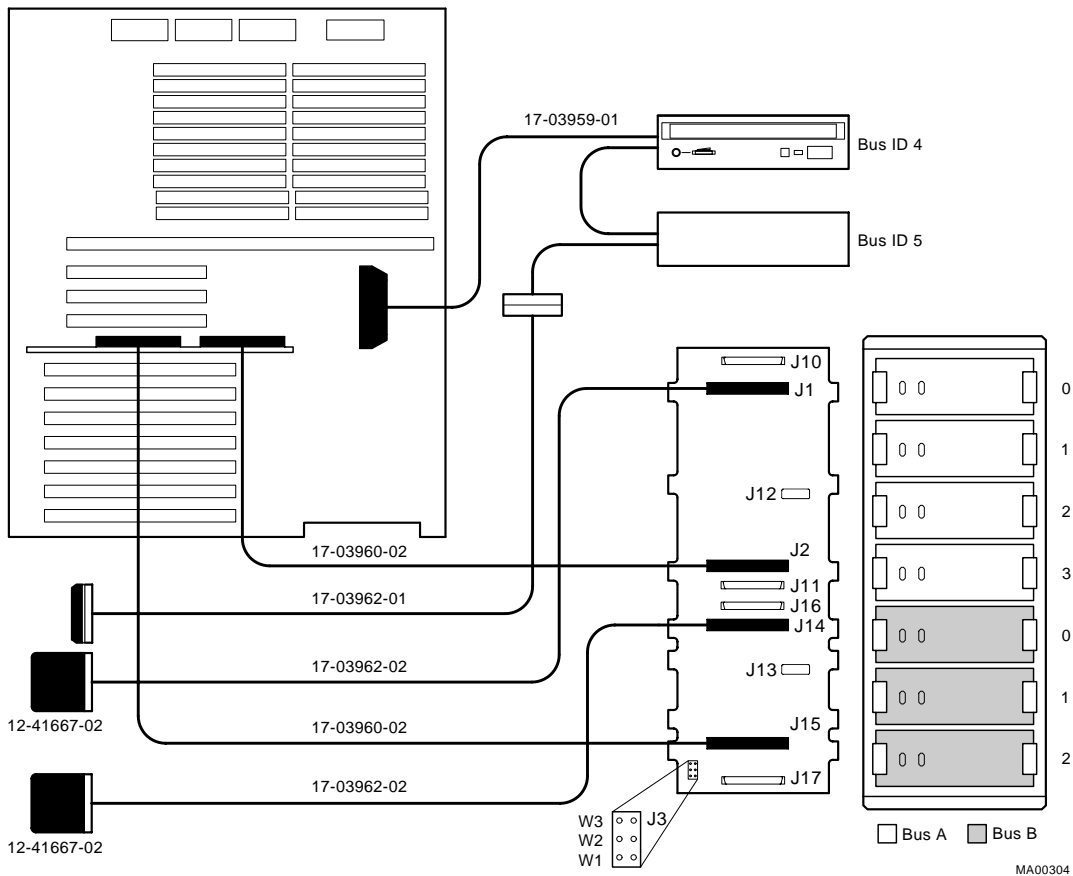 17-03959-01
Bus ID 4
Bus ID 5
J10
J1
0
1
J12
2
17-03960-02
J2
3
J11
17-03962-01
J16
J14
0
17-03962-02
J13
1
12-41667-02
17-03960-02
J15
2
17-03962-02
J17
W3
J3
W2
W1
Bus A
Bus B
12-41667-02
MA00304